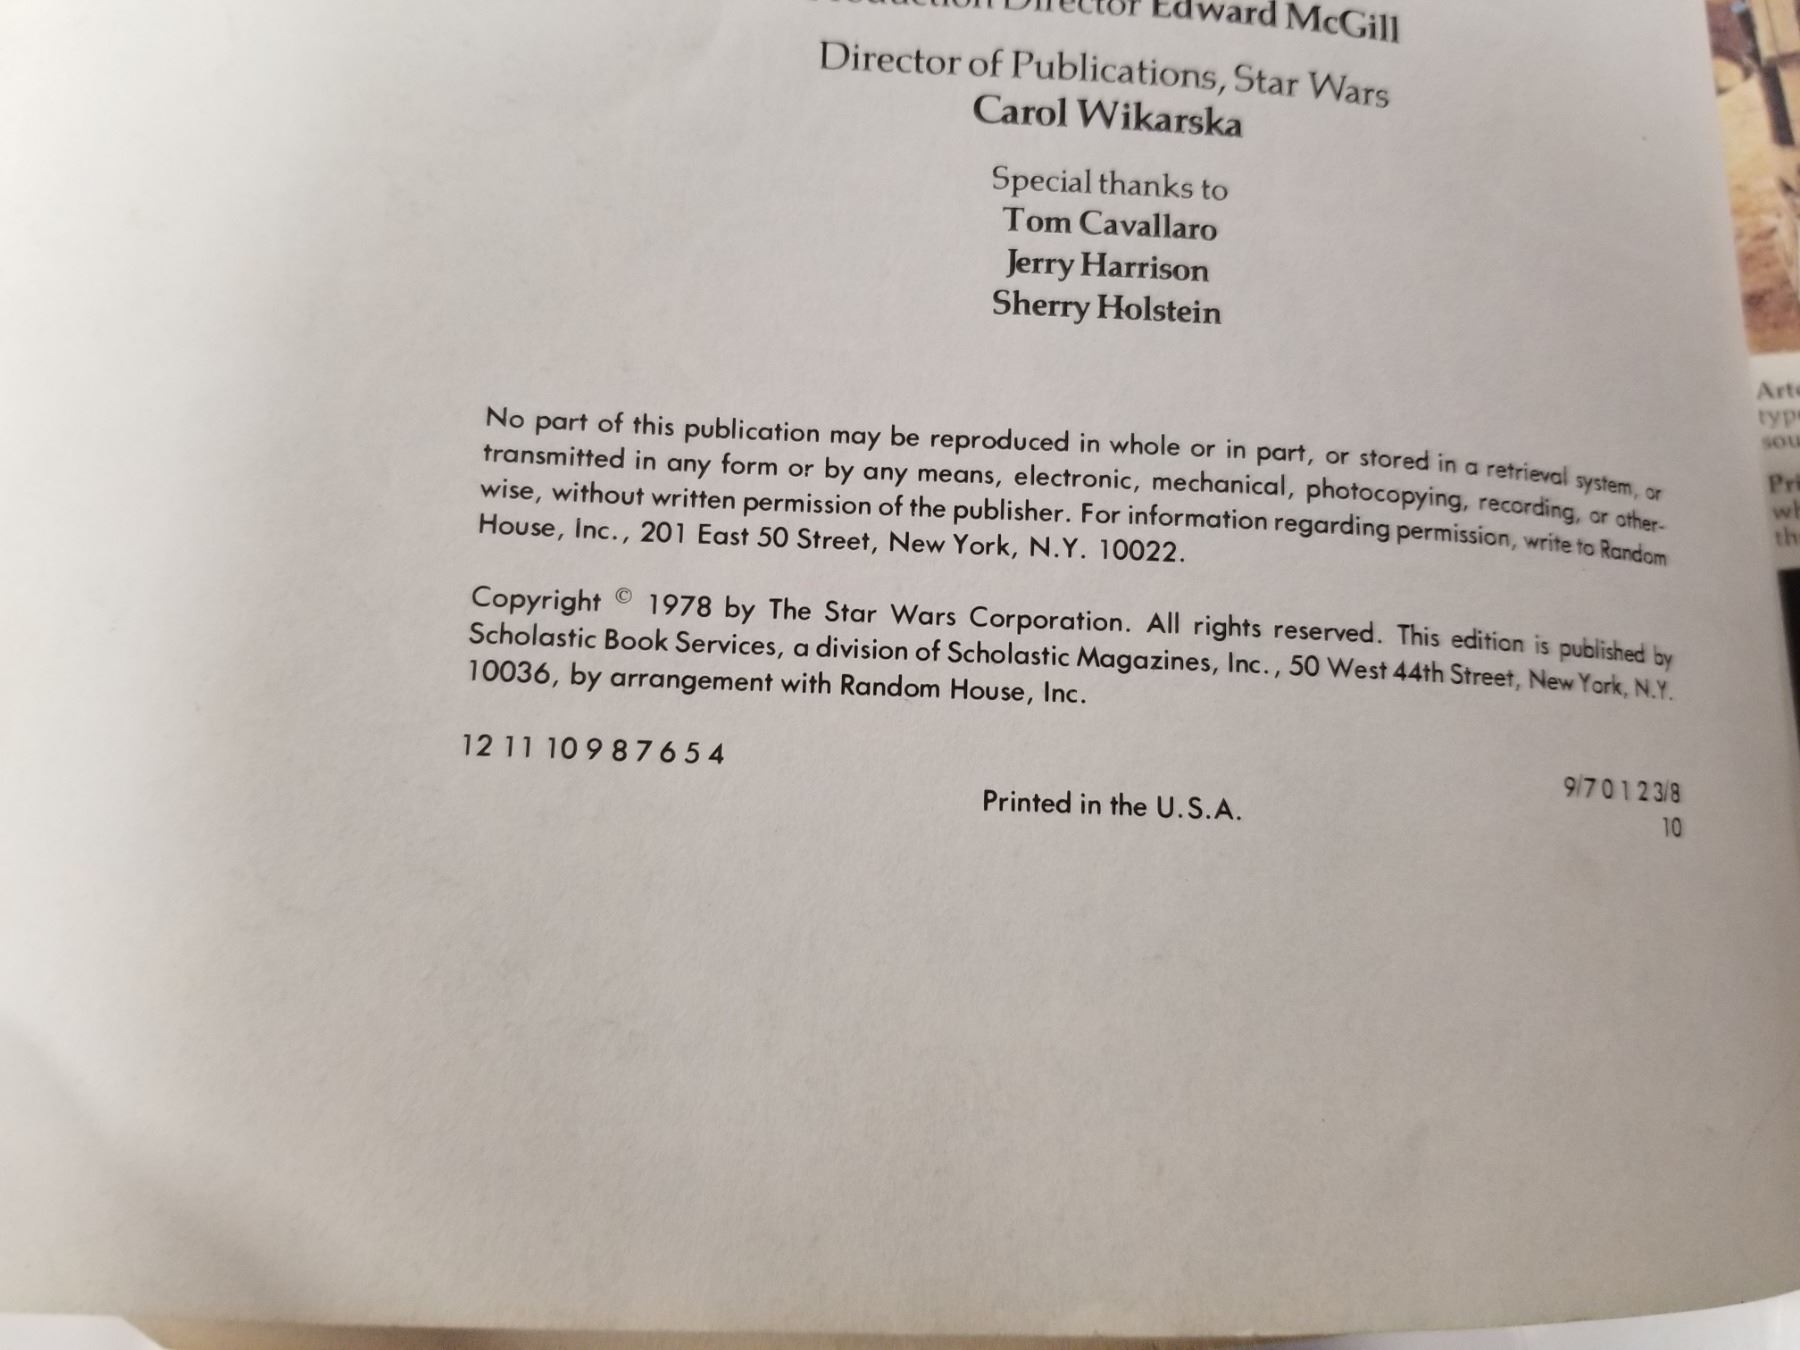 Production Director Edward McGill
Director of Publications, Star Wars
Carol Wikarska
Special thanks to
Tom Cavallaro
Jerry Harrison
Sherry Holstein
No part of this publication may be reproduced in whole or in part, or stored in a retrieval system, or
transmitted in any form or by any means, electronic, mechanical, photocopying, recording, or other-
wise, without written permission of the publisher. For information regarding permission, write to Random
House, Inc., 201 East 50 Street, New York, N.Y. 10022.
Copyright © 1978 by The Star Wars Corporation. All rights reserved. This edition is published by
Scholastic Book Services, a division of Scholastic Magazines, Inc., 50 West 44th Street, New York, N.Y.
10036, by arrangement with Random House, Inc.
12 11 10 9 8 7 6 5 4
9/7 0 1 2 3/8
Printed in the U.S.A.
10